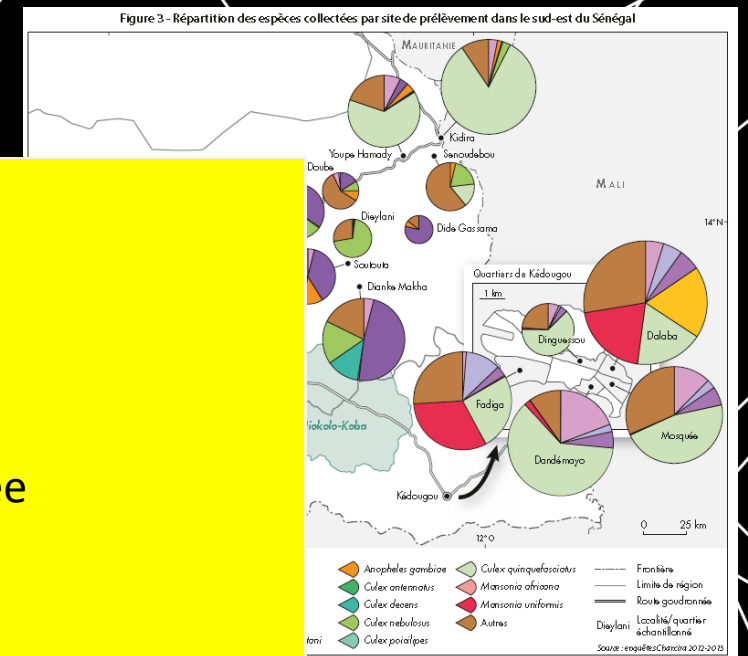 Figure 3 - Répartition des espèces collectées par site de prélèvement dans le sud-est du Sénégal
MAURITANIE
Kidira
Youpe Hamady
Senoudebou
Doube
MALI
Dieylani
Dide Gassama
14°N
Soutouta
Dianke Makha
Quartiers de Kédougou
1 km
Dinguessou
Dalaba
Fadiga
Mosquée
Dandémayo
Niokolo-Koba
Kédougou
0 25 km
12°O
Anopheles gambiae
Culex antennatus
Culex decens
Culex nebulosus
Culex poicilipes
Culex quinquefasciatus
Mansonia africana
Mansonia uniformis
Autres
Frontière
Limite de région
Route goudronnée
Dieylani Localité/quartier
échantillonné
Source : enquêtes Chancira 2012-2013